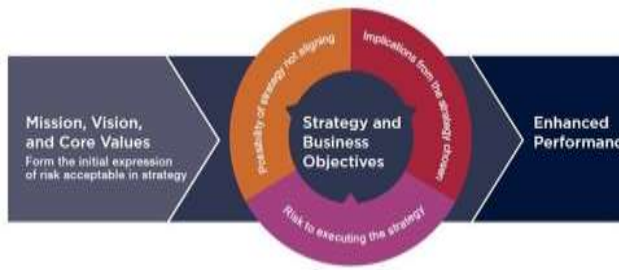 Mission, Vision,
and Core Values
Form the initial expression
of risk acceptable in strategy
Possibility of strategy not aligning
Implications from the strategy chosen
Strategy and
Business
Objectives
Risk to executing the strategy
Enhanced
Performanc